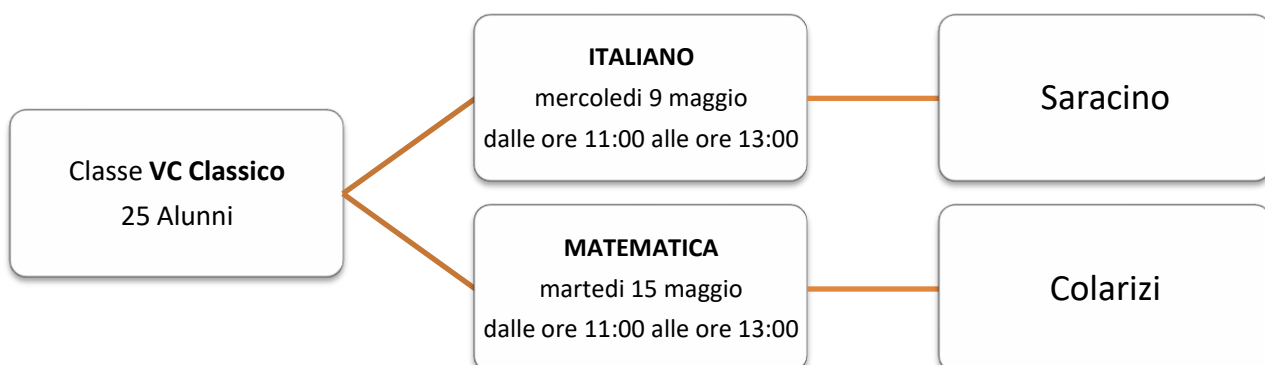 Classe VC Classico
25 Alunni
ITALIANO
mercoledi 9 maggio
dalle ore 11:00 alle ore 13:00
Saracino
MATEMATICA
martedi 15 maggio
dalle ore 11:00 alle ore 13:00
Colarizi